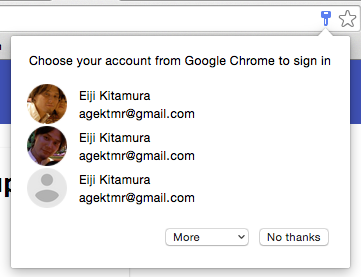 Choose your account from Google Chrome to sign in
Eiji Kitamura
agektmr@gmail.com
Eiji Kitamura
agektmr@gmail.com
Eiji Kitamura
agektmr@gmail.com
More No thanks